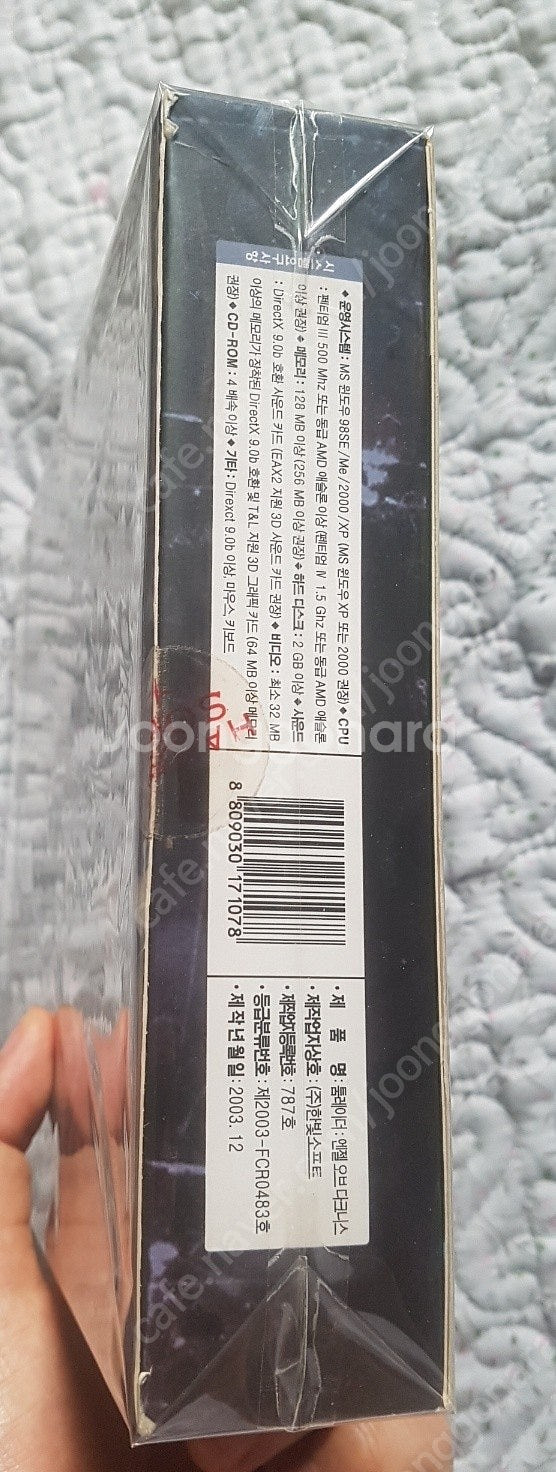 시스템요구사항
◆ 운영시스템 : MS 윈도우 98SE / Me / 2000 / XP (MS 윈도우 XP 또는 2000 권장) ◆ CPU
: 펜티엄 III 500 Mhz 또는 동급 AMD 애슬론 이상 (펜티엄 IV 1.5 Ghz 또는 동급 AMD 애슬론
이상 권장) ◆ 메모리 : 128 MB 이상 (256 MB 이상 권장) ◆ 하드 디스크 : 2 GB 이상 ◆ 사운드
: DirectX 9.0b 호환 사운드 카드 (EAX2 지원 3D 사운드 카드 권장) ◆ 비디오 : 최소 32 MB
이상의 메모리가 장착된 DirectX 9.0b 호환 및 T&L 지원 3D 그래픽 카드 (64 MB 이상 메모리
권장) ◆ CD-ROM : 4 배속 이상 ◆ 기타 : Direxct 9.0b 이상, 마우스, 키보드
8 809030 171078
· 제 품 명 : 툼레이더 : 엔젤 오브 다크니스
· 제작업자상호 : (주)한빛소프트
· 제작업자등록번호 : 787호
· 등급분류번호 : 제2003-FCR0483호
· 제작년월일 : 2003. 12
joonggonara
cafe.naver.com/joonggonara